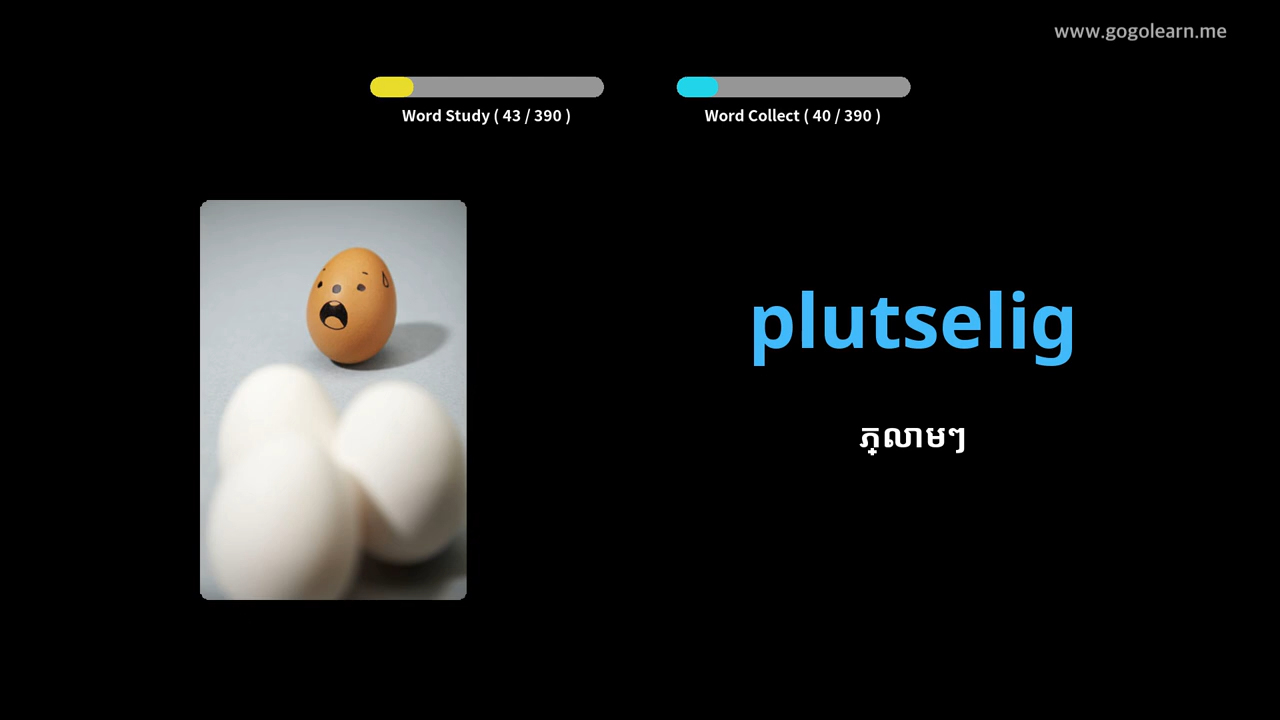 www.gogolearn.me
Word Study ( 43 / 390 )
Word Collect ( 40 / 390 )
plutselig
ភ្លាមៗ